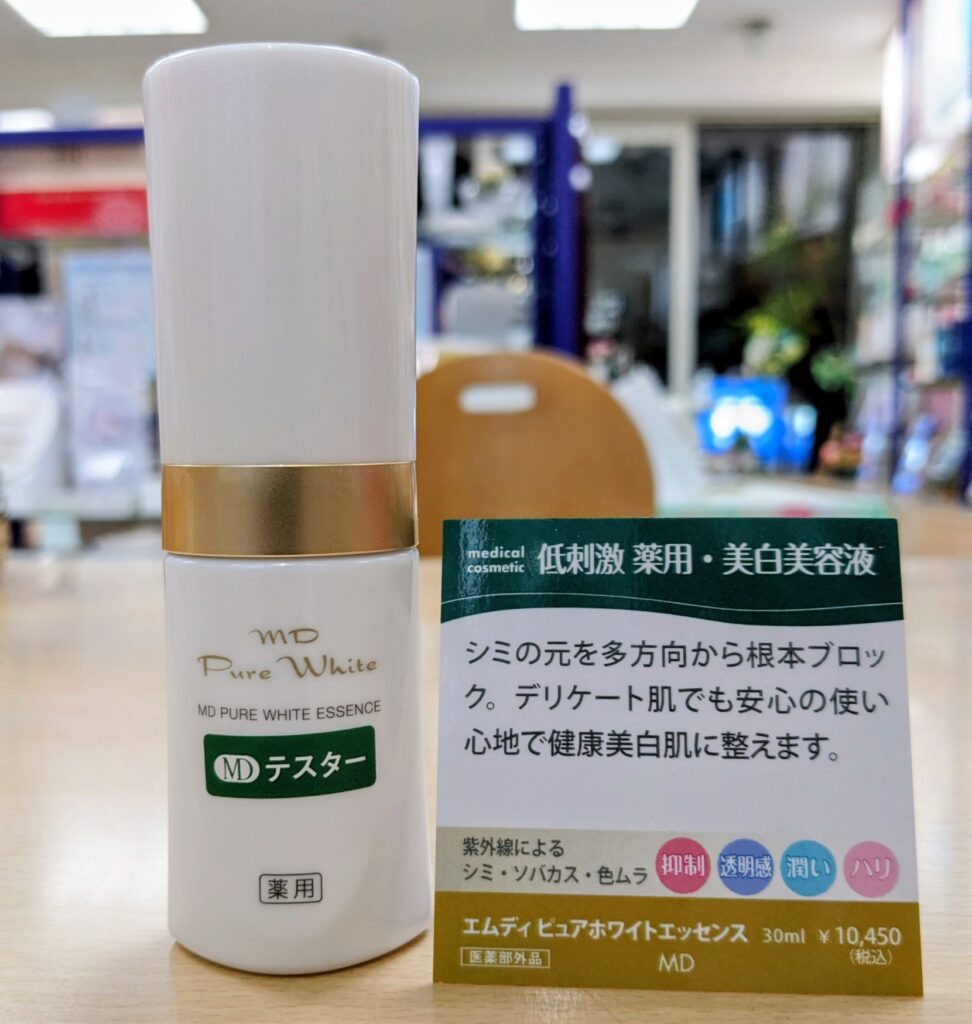 MD
Pure White
MD PURE WHITE ESSENCE
MD テスター
薬用
medical
cosmetic
低刺激 薬用・美白美容液
シミの元を多方向から根本ブロッ
ク。デリケート肌でも安心の使い
心地で健康美白肌に整えます。
紫外線による
シミ・ソバカス・色ムラ
抑制 透明感 潤い ハリ
エムディ ピュアホワイトエッセンス 30ml ¥10,450
医薬部外品 MD (税込)